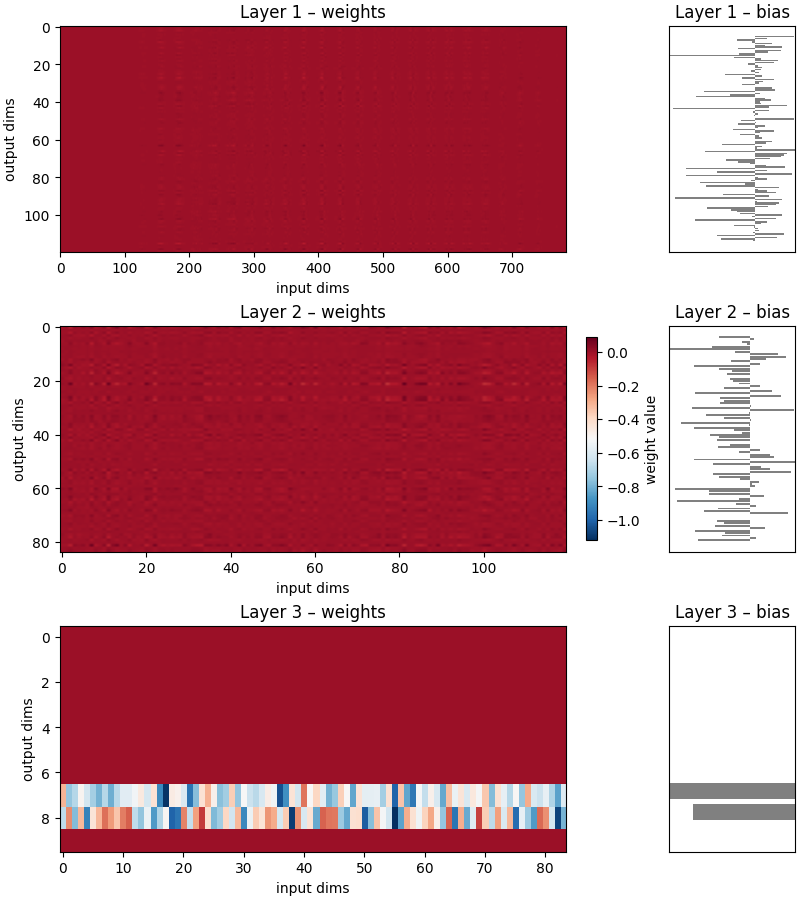 Layer 1 – weights
Layer 1 – bias
0
20
40
60
80
100
output dims
0 100 200 300 400 500 600 700
input dims
Layer 2 – weights
Layer 2 – bias
0
20
40
60
80
output dims
0 20 40 60 80 100
input dims
0.0
−0.2
−0.4
−0.6
−0.8
−1.0
weight value
Layer 3 – weights
Layer 3 – bias
0
2
4
6
8
output dims
0 10 20 30 40 50 60 70 80
input dims